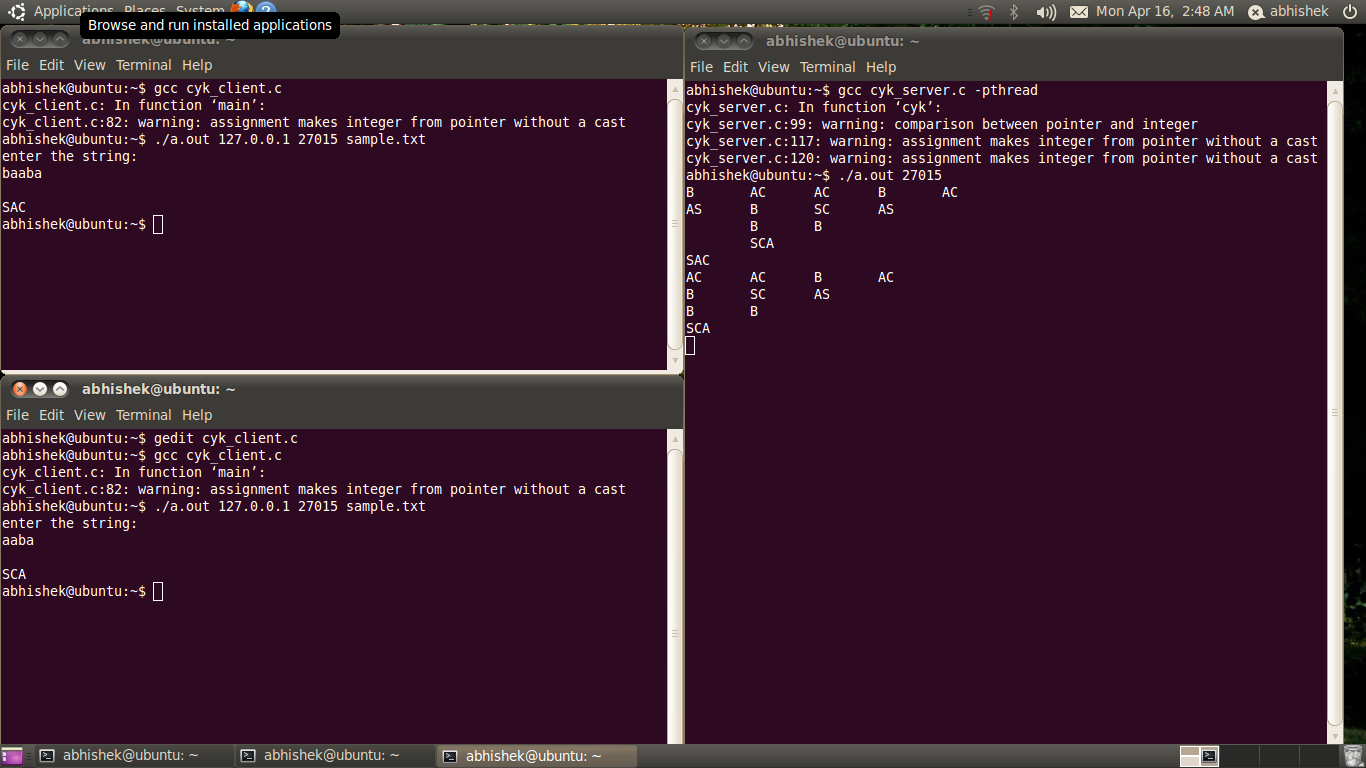 Applications Places System
Mon Apr 16, 2:48 AM abhishek
Browse and run installed applications
abhishek@ubuntu: ~
File Edit View Terminal Help
abhishek@ubuntu:~$ gcc cyk_client.c
cyk_client.c: In function ‘main’:
cyk_client.c:82: warning: assignment makes integer from pointer without a cast
abhishek@ubuntu:~$ ./a.out 127.0.0.1 27015 sample.txt
enter the string:
baaba
SAC
abhishek@ubuntu:~$
abhishek@ubuntu: ~
File Edit View Terminal Help
abhishek@ubuntu:~$ gedit cyk_client.c
abhishek@ubuntu:~$ gcc cyk_client.c
cyk_client.c: In function ‘main’:
cyk_client.c:82: warning: assignment makes integer from pointer without a cast
abhishek@ubuntu:~$ ./a.out 127.0.0.1 27015 sample.txt
enter the string:
aaba
SCA
abhishek@ubuntu:~$
abhishek@ubuntu: ~
File Edit View Terminal Help
abhishek@ubuntu:~$ gcc cyk_server.c -pthread
cyk_server.c: In function ‘cyk’:
cyk_server.c:99: warning: comparison between pointer and integer
cyk_server.c:117: warning: assignment makes integer from pointer without a cast
cyk_server.c:120: warning: assignment makes integer from pointer without a cast
abhishek@ubuntu:~$ ./a.out 27015
B AC AC B AC
AS B SC AS
B B
SCA
SAC
AC AC B AC
B SC AS
B B
SCA
abhishek@ubuntu: ~ abhishek@ubuntu: ~ abhishek@ubuntu: ~